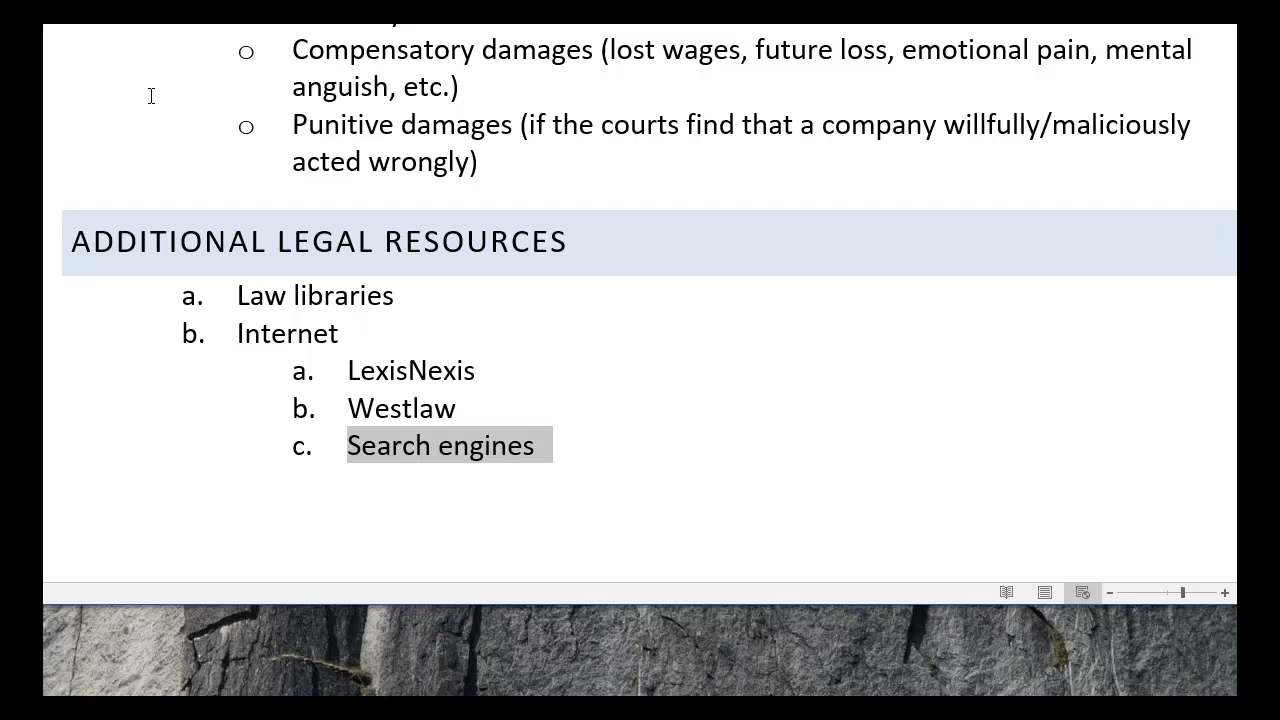 o Compensatory damages (lost wages, future loss, emotional pain, mental
anguish, etc.)
o Punitive damages (if the courts find that a company willfully/maliciously
acted wrongly)
ADDITIONAL LEGAL RESOURCES
a. Law libraries
b. Internet
a. LexisNexis
b. Westlaw
c. Search engines